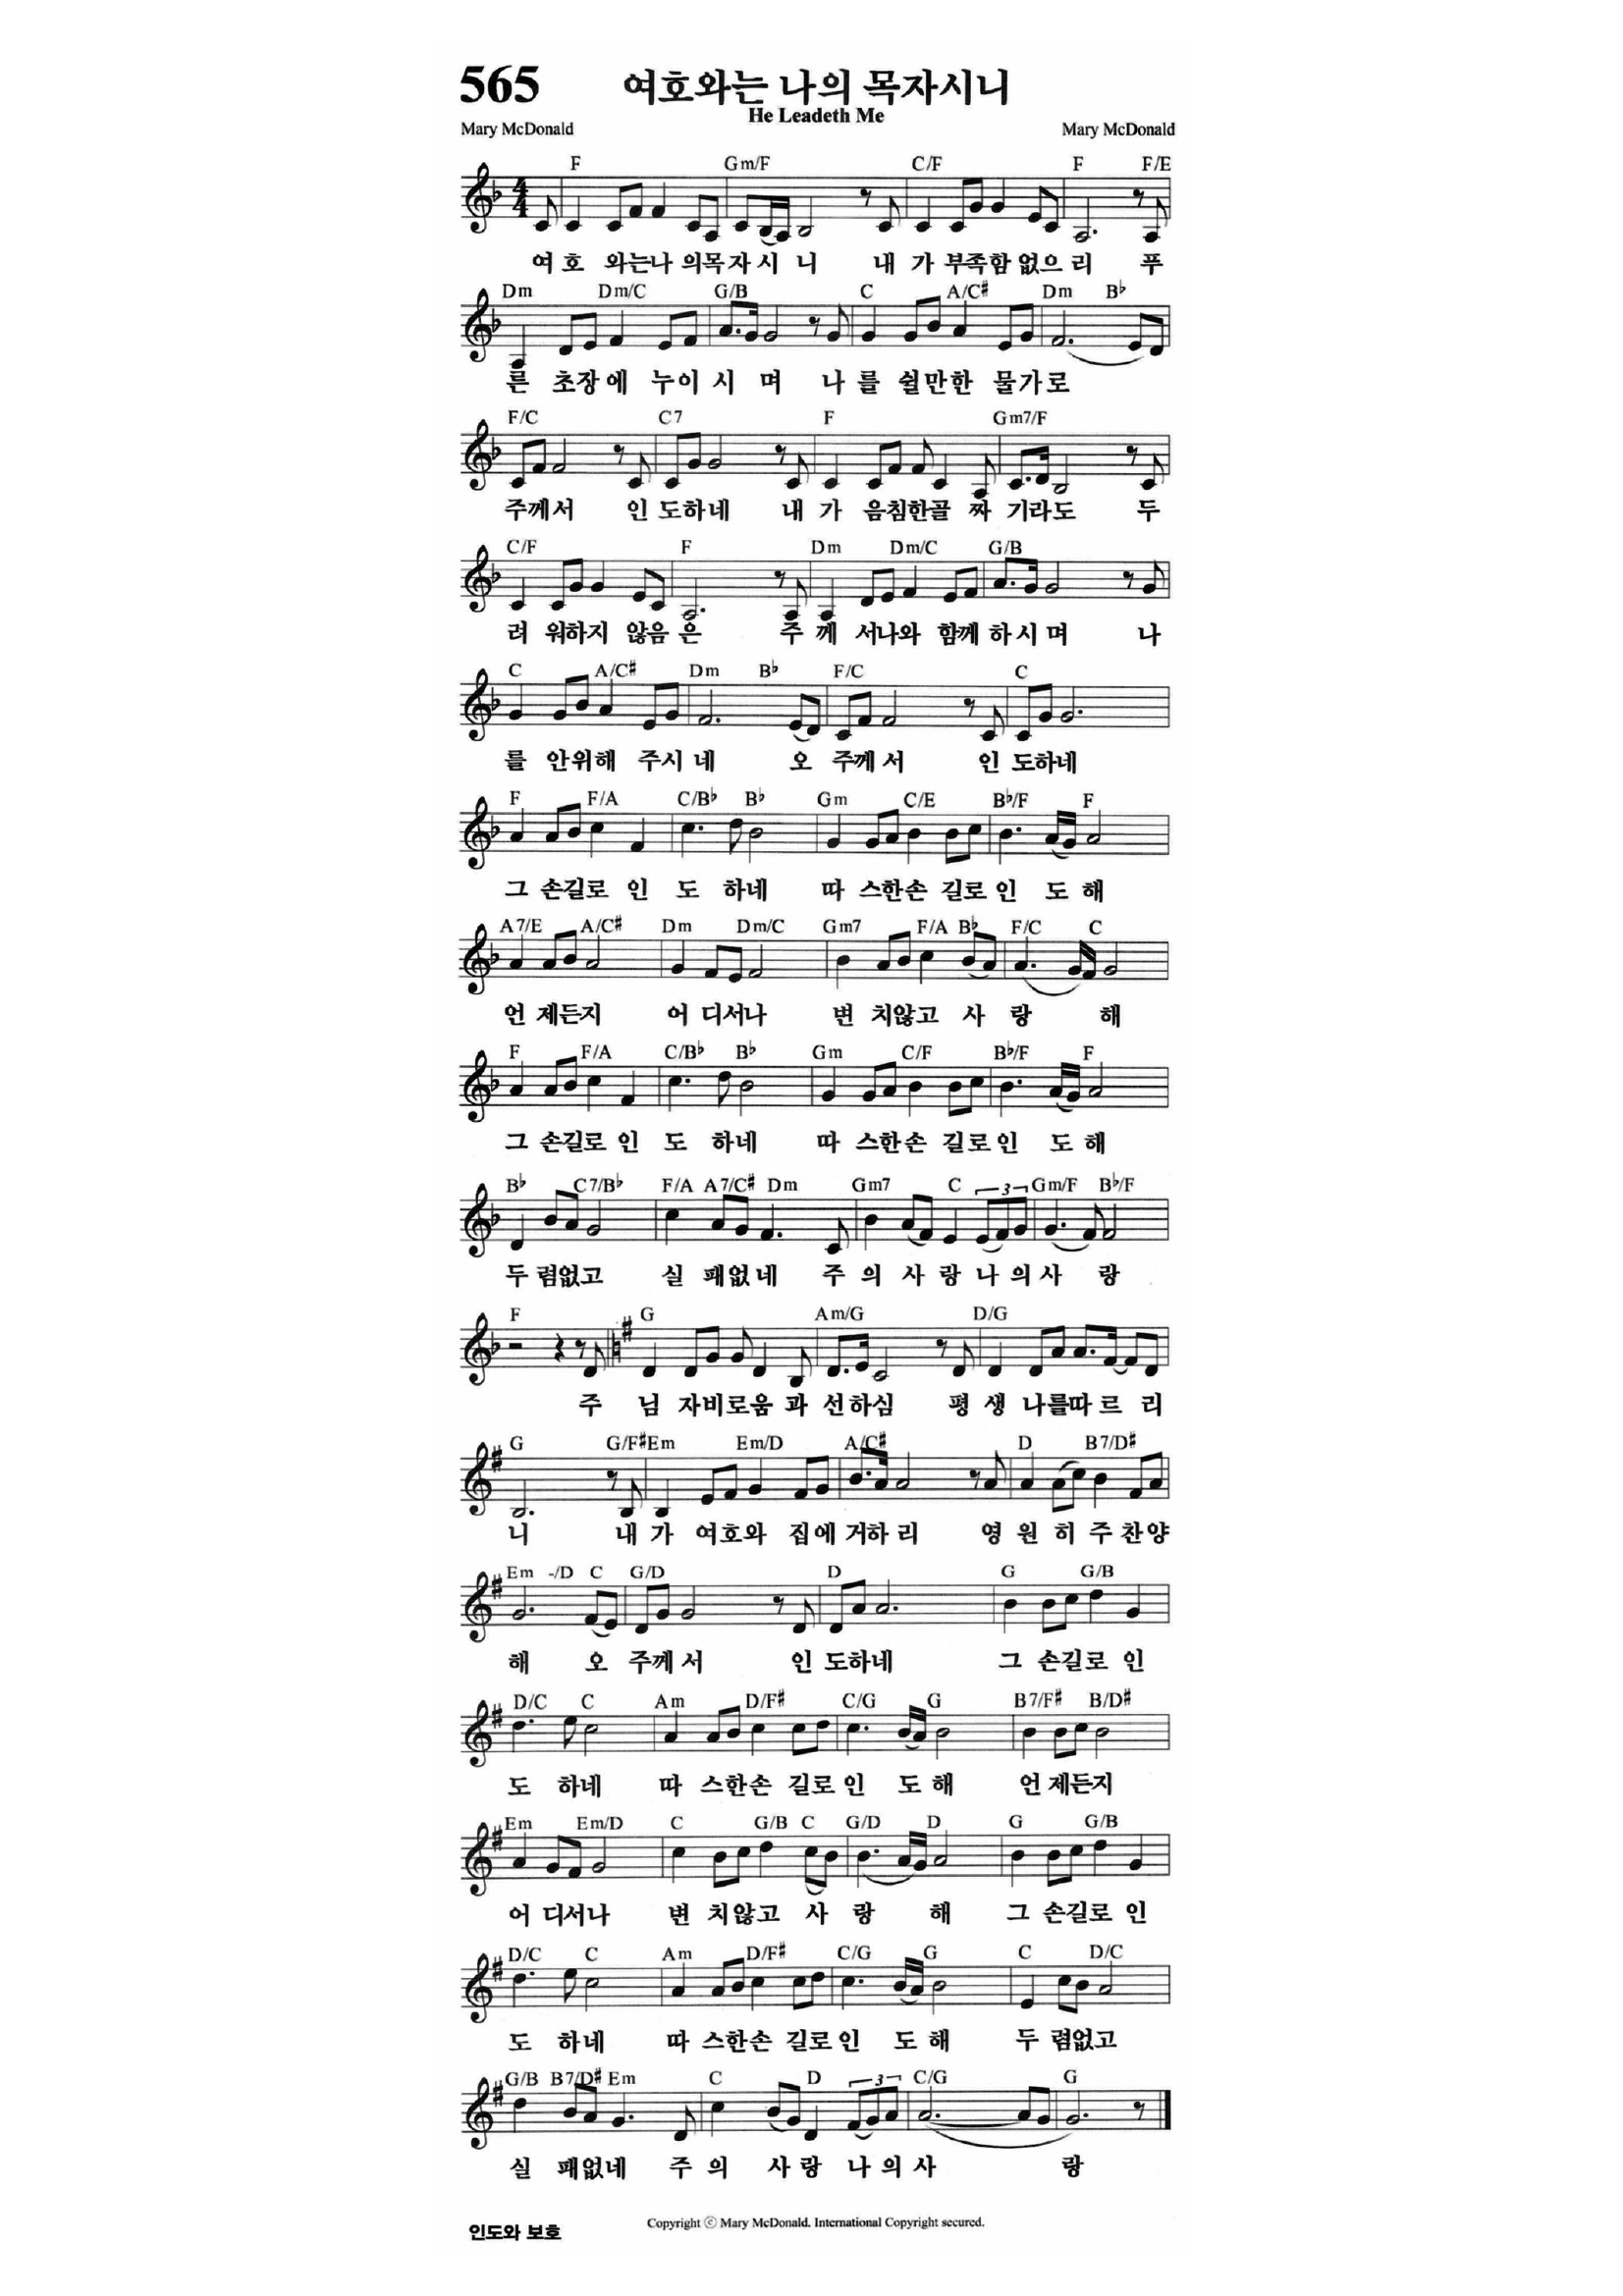 565 여호와는 나의 목자시니
He Leadeth Me
Mary McDonald Mary McDonald
F Gm/F C/F F F/E
여 호 와는나 의목자 시 니 내 가 부족함 없으 리 푸
Dm Dm/C G/B C A/C# Dm B♭
른 초장에 누이 시 며 나 를 쉴만한 물가로
F/C C7 F Gm7/F
주께서 인 도하네 내 가 음침한골 짜 기라도 두
C/F F Dm Dm/C G/B
려 워하지 않음 은 주 께 서나와 함께 하시 며 나
C A/C# Dm B♭ F/C C
를 안위해 주시 네 오 주께 서 인 도하네
F F/A C/B♭ B♭ Gm C/E B♭/F F
그 손길로 인 도 하네 따 스한손 길로 인 도 해
A7/E A/C# Dm Dm/C Gm7 F/A B♭ F/C C
언 제든지 어 디서나 변 치않고 사 랑 해
F F/A C/B♭ B♭ Gm C/F B♭/F F
그 손길로 인 도 하네 따 스한손 길로 인 도 해
B♭ C7/B♭ F/A A7/C# Dm Gm7 C 3 Gm/F B♭/F
두 렴없고 실 패없 네 주 의 사 랑 나 의 사 랑
F G Am/G D/G
주 님 자비로움 과 선하심 평 생 나를따 르 리
G G/F# Em Em/D A/C# D B7/D#
니 내 가 여호와 집에 거하 리 영 원 히 주 찬양
Em -/D C G/D D G G/B
해 오 주께 서 인 도하네 그 손길로 인
D/C C Am D/F# C/G G B7/F# B/D#
도 하네 따 스한손 길로 인 도 해 언 제든지
Em Em/D C G/B C G/D D G G/B
어 디서나 변 치않고 사 랑 해 그 손길로 인
D/C C Am D/F# C/G G C D/C
도 하네 따 스한손 길로 인 도 해 두 렴없고
G/B B7/D# Em C D 3 C/G G
실 패없네 주 의 사 랑 나 의 사 랑
Copyright ⓒ Mary McDonald. International Copyright secured.
인도와 보호